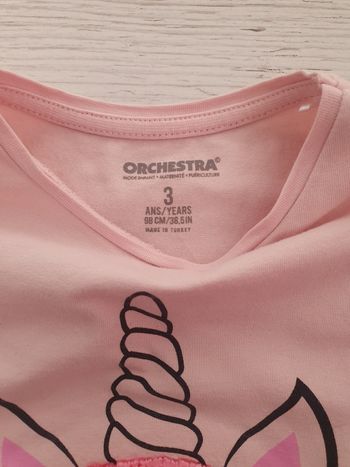 ORCHESTRA®
MODE ENFANT • MATERNITÉ • PUÉRICULTURE
3
ANS/YEARS
98 CM/38,5IN
MADE IN TURKEY